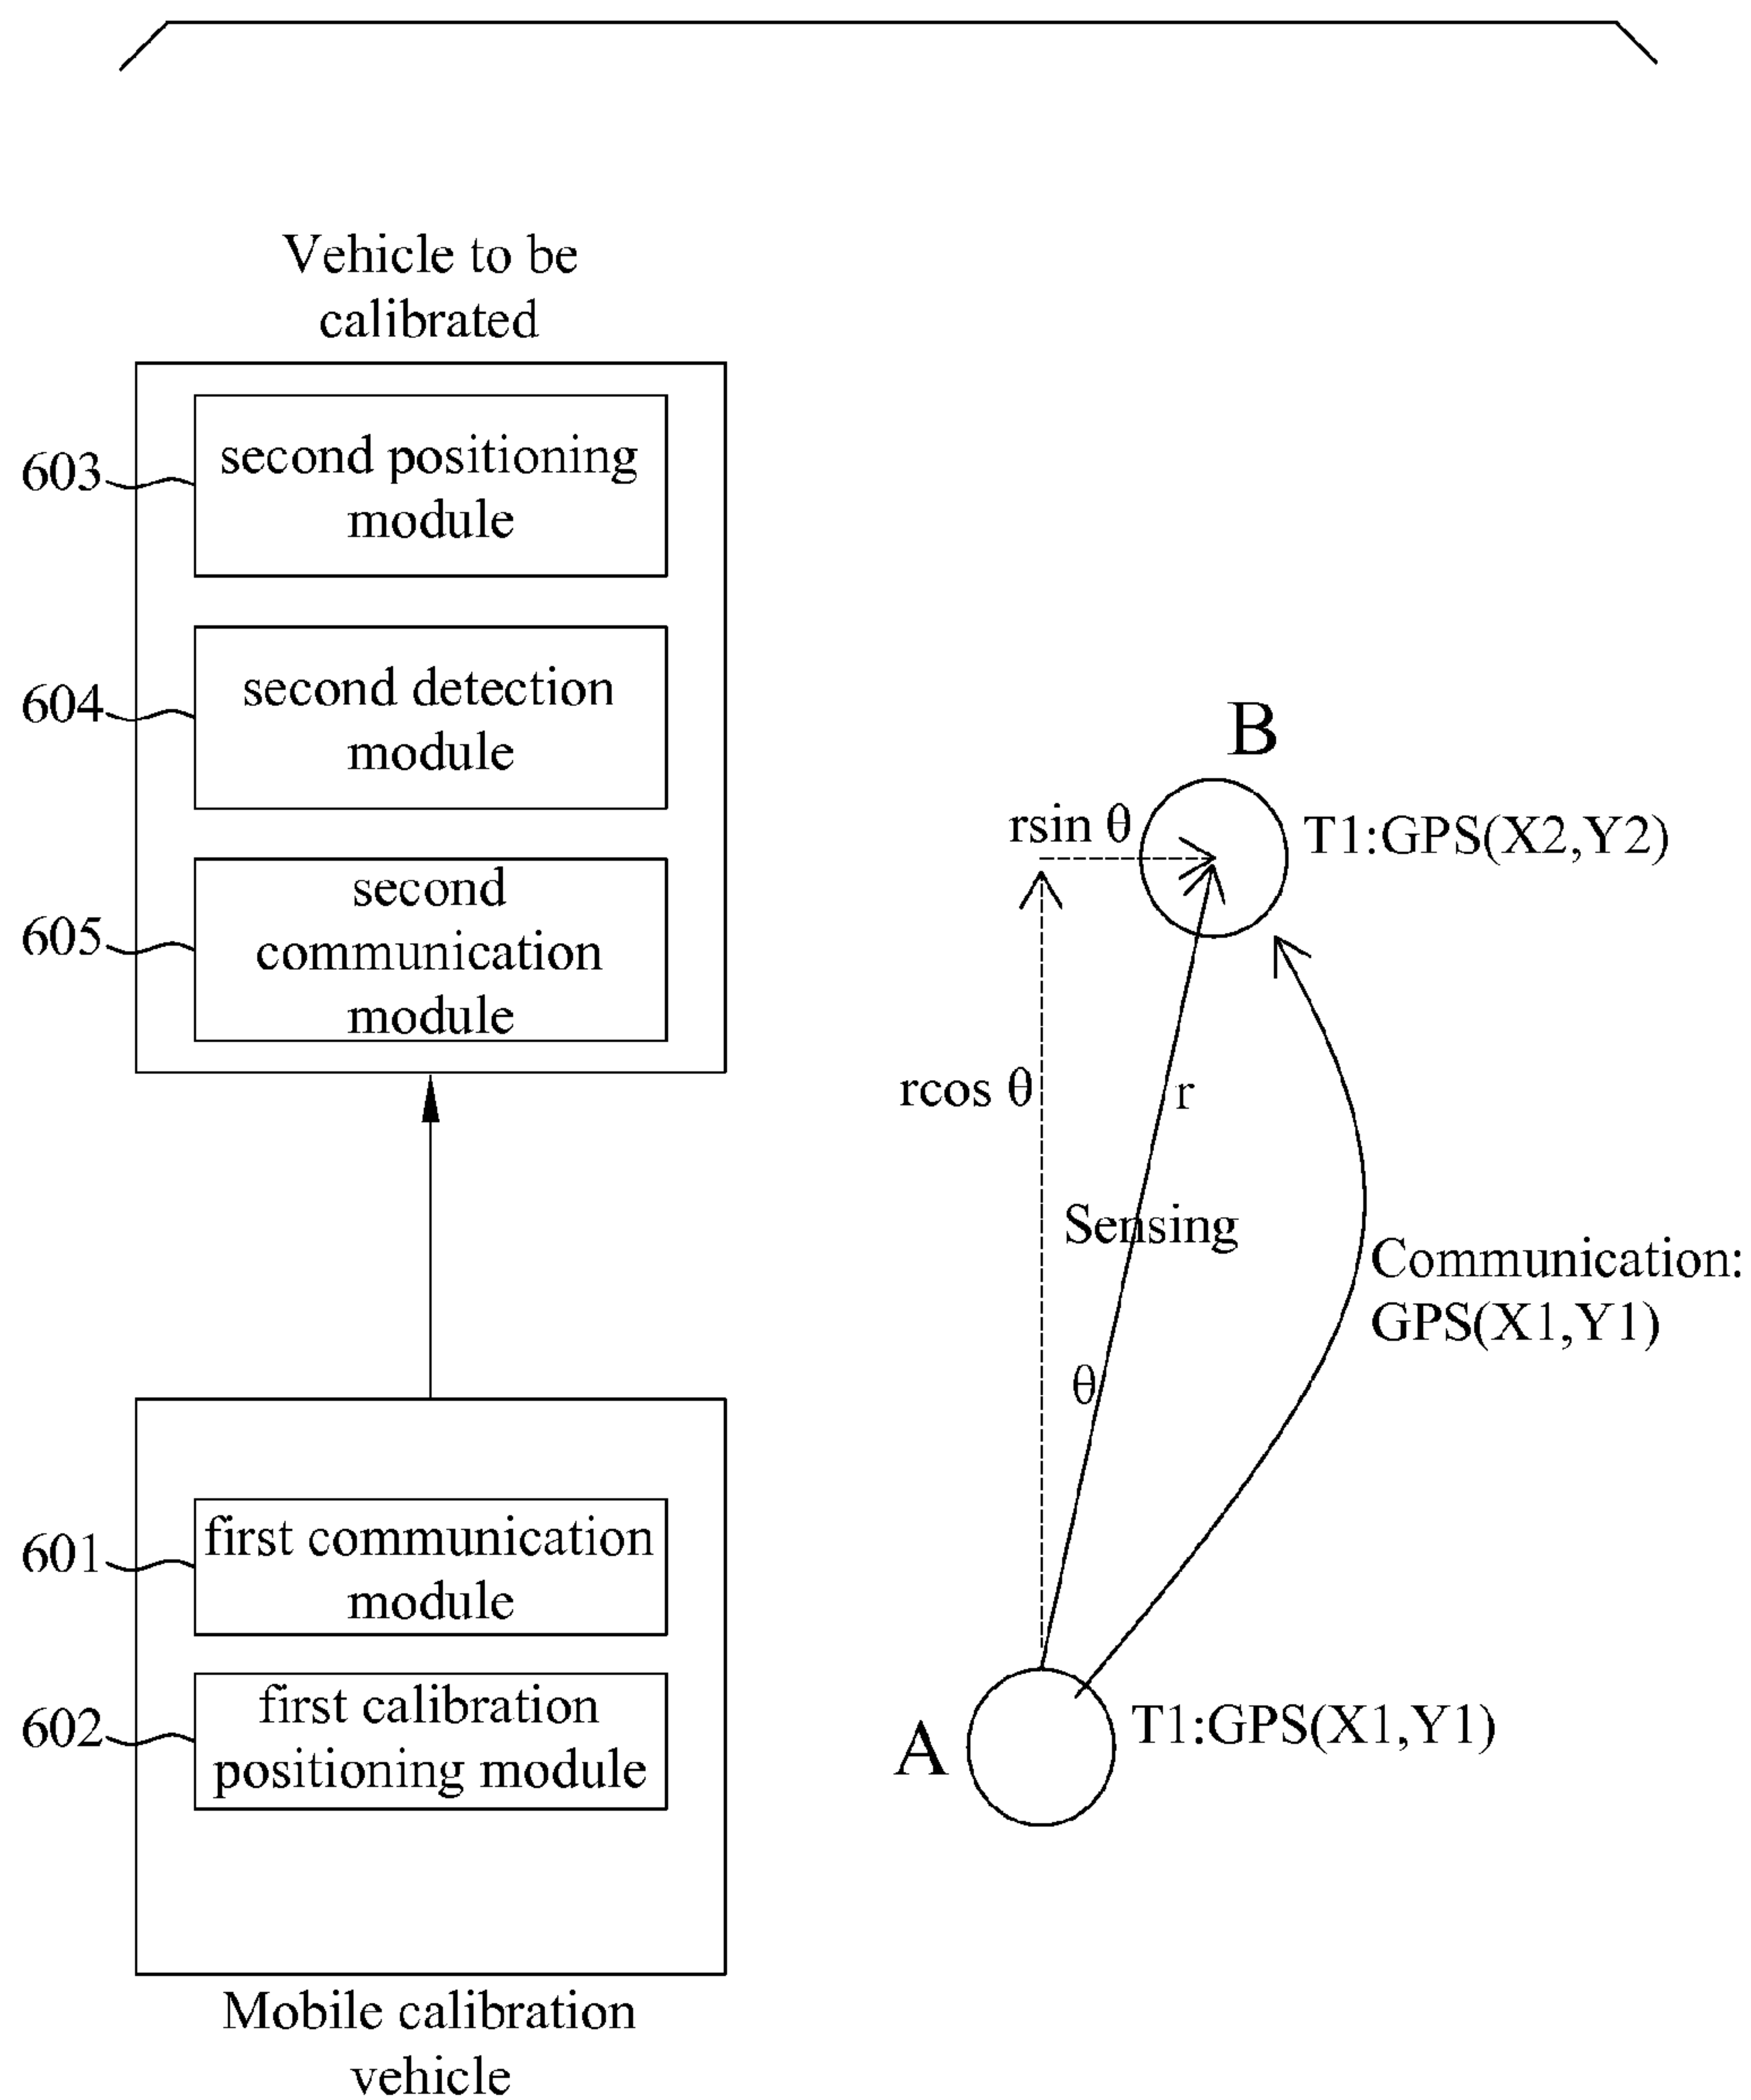 Vehicle to be
calibrated
603
second positioning
module
604
second detection
module
605
second
communication
module
601
first communication
module
602
first calibration
positioning module
Mobile calibration
vehicle
B
rsin θ
T1:GPS(X2,Y2)
rcos θ
r
Sensing
Communication:
GPS(X1,Y1)
θ
A
T1:GPS(X1,Y1)